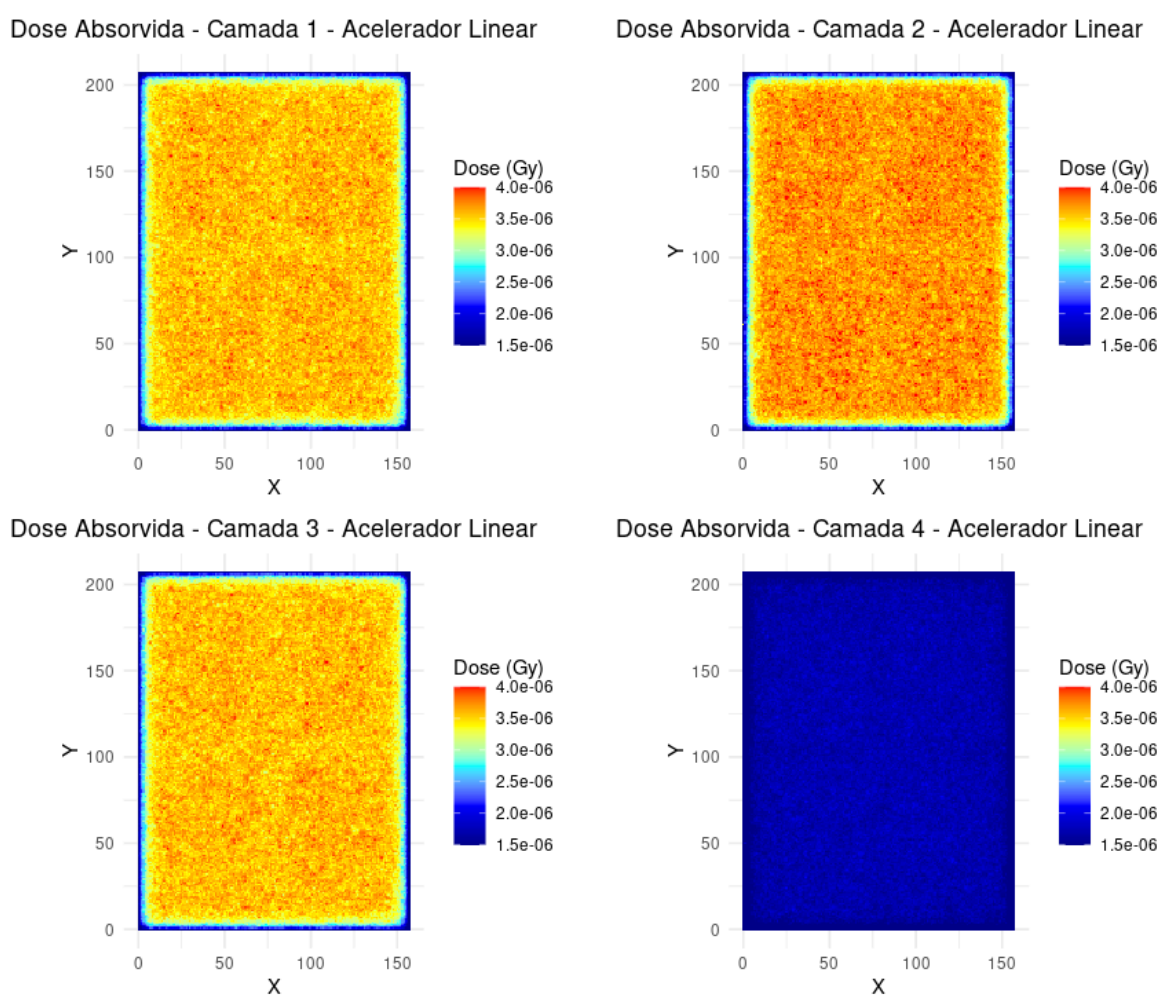 Dose Absorvida - Camada 1 - Acelerador Linear
200
150
100
50
0
Y
0 50 100 150
X
Dose (Gy)
4.0e-06
3.5e-06
3.0e-06
2.5e-06
2.0e-06
1.5e-06
Dose Absorvida - Camada 2 - Acelerador Linear
200
150
100
50
0
Y
0 50 100 150
X
Dose (Gy)
4.0e-06
3.5e-06
3.0e-06
2.5e-06
2.0e-06
1.5e-06
Dose Absorvida - Camada 3 - Acelerador Linear
200
150
100
50
0
Y
0 50 100 150
X
Dose (Gy)
4.0e-06
3.5e-06
3.0e-06
2.5e-06
2.0e-06
1.5e-06
Dose Absorvida - Camada 4 - Acelerador Linear
200
150
100
50
0
Y
0 50 100 150
X
Dose (Gy)
4.0e-06
3.5e-06
3.0e-06
2.5e-06
2.0e-06
1.5e-06